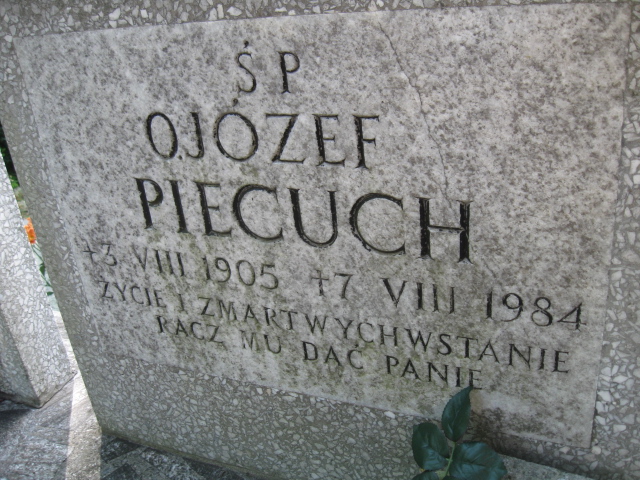 ŚP
O.JÓZEF
PIECUCH
+3 VIII 1905 +7 VIII 1984
ŻYCIE I ZMARTWYCHWSTANIE
RACZ MU DAĆ PANIE